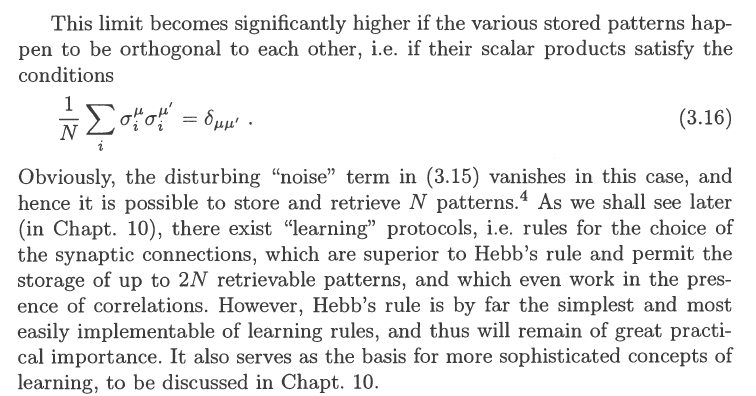 This limit becomes significantly higher if the various stored patterns hap-
pen to be orthogonal to each other, i.e. if their scalar products satisfy the
conditions
\frac{1}{N} \sum_i \sigma_i^{\mu} \sigma_i^{\mu'} = \delta_{\mu\mu'} . (3.16)
Obviously, the disturbing “noise” term in (3.15) vanishes in this case, and
hence it is possible to store and retrieve N patterns.⁴ As we shall see later
(in Chapt. 10), there exist “learning” protocols, i.e. rules for the choice of
the synaptic connections, which are superior to Hebb’s rule and permit the
storage of up to 2N retrievable patterns, and which even work in the pres-
ence of correlations. However, Hebb’s rule is by far the simplest and most
easily implementable of learning rules, and thus will remain of great practi-
cal importance. It also serves as the basis for more sophisticated concepts of
learning, to be discussed in Chapt. 10.